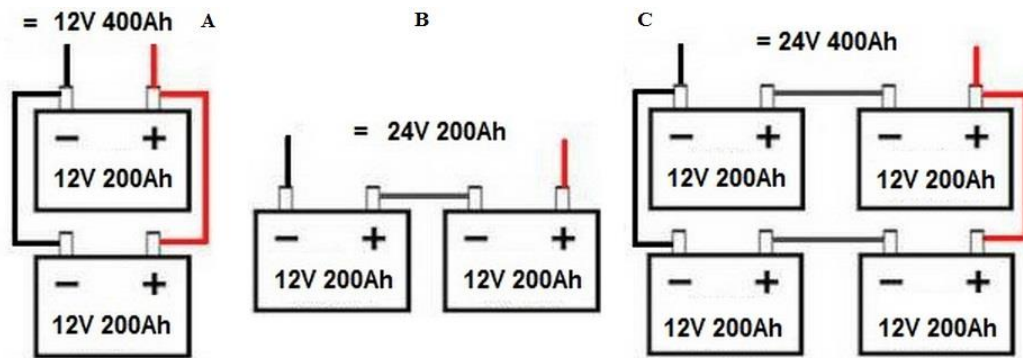 = 12V 400Ah A
− +
12V 200Ah
− +
12V 200Ah
B
= 24V 200Ah
− + − +
12V 200Ah 12V 200Ah
C
= 24V 400Ah
− + − +
12V 200Ah 12V 200Ah
− + − +
12V 200Ah 12V 200Ah